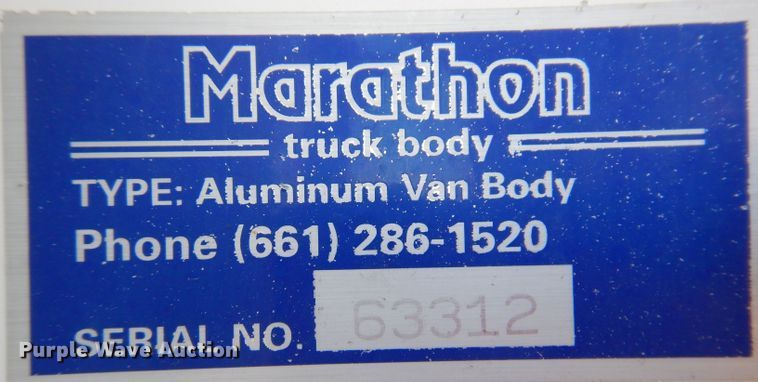 Marathon
truck body
TYPE: Aluminum Van Body
Phone (661) 286-1520
63312
SERIAL NO.
Purple Wave Auction